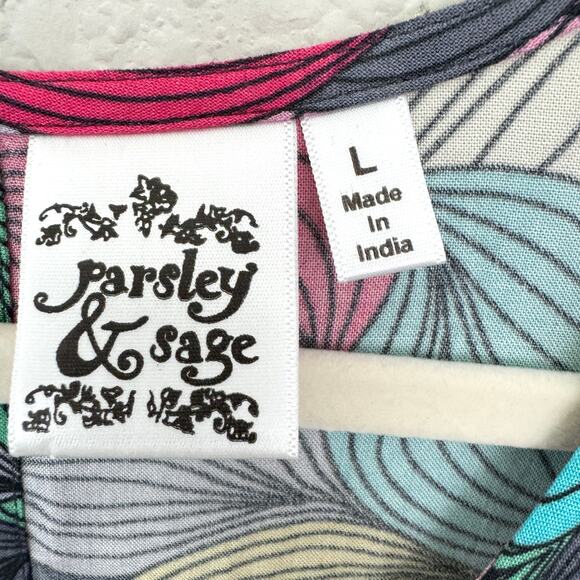 parsley
& sage
L
Made
In
India